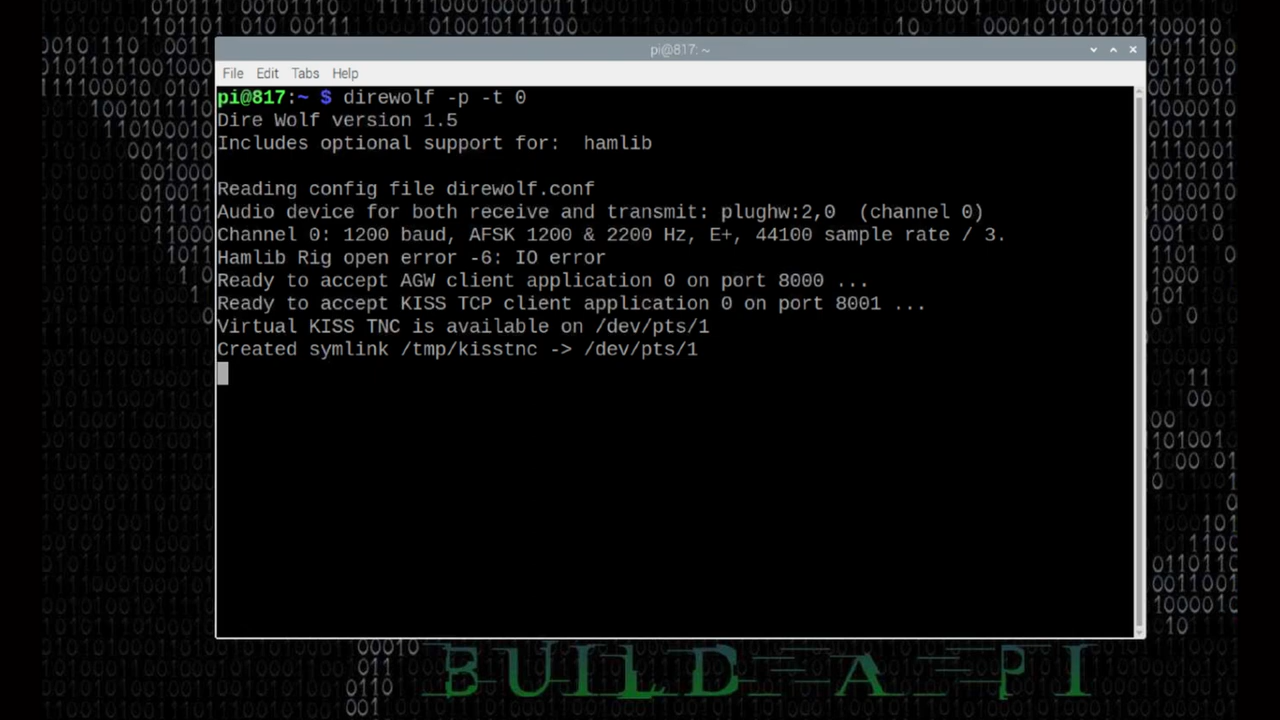 pi@817: ~
File Edit Tabs Help
pi@817:~ $ direwolf -p -t 0
Dire Wolf version 1.5
Includes optional support for:  hamlib
Reading config file direwolf.conf
Audio device for both receive and transmit: plughw:2,0  (channel 0)
Channel 0: 1200 baud, AFSK 1200 & 2200 Hz, E+, 44100 sample rate / 3.
Hamlib Rig open error -6: IO error
Ready to accept AGW client application 0 on port 8000 ...
Ready to accept KISS TCP client application 0 on port 8001 ...
Virtual KISS TNC is available on /dev/pts/1
Created symlink /tmp/kisstnc -> /dev/pts/1
BUILD-A-PI